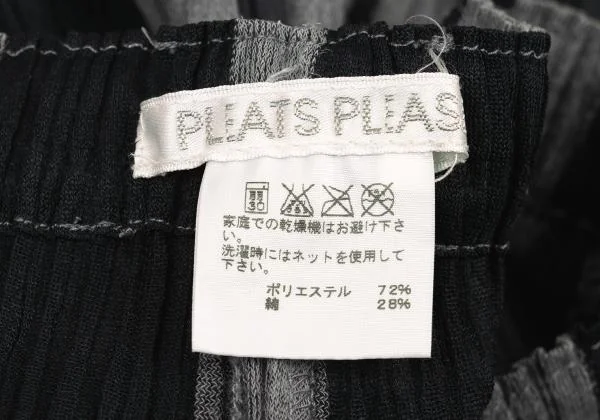 PLEATS PLEAS
30
家庭での乾燥機はお避け下さ
い。
洗濯時にはネットを使用して
下さい。
ポリエステル 72%
綿 28%